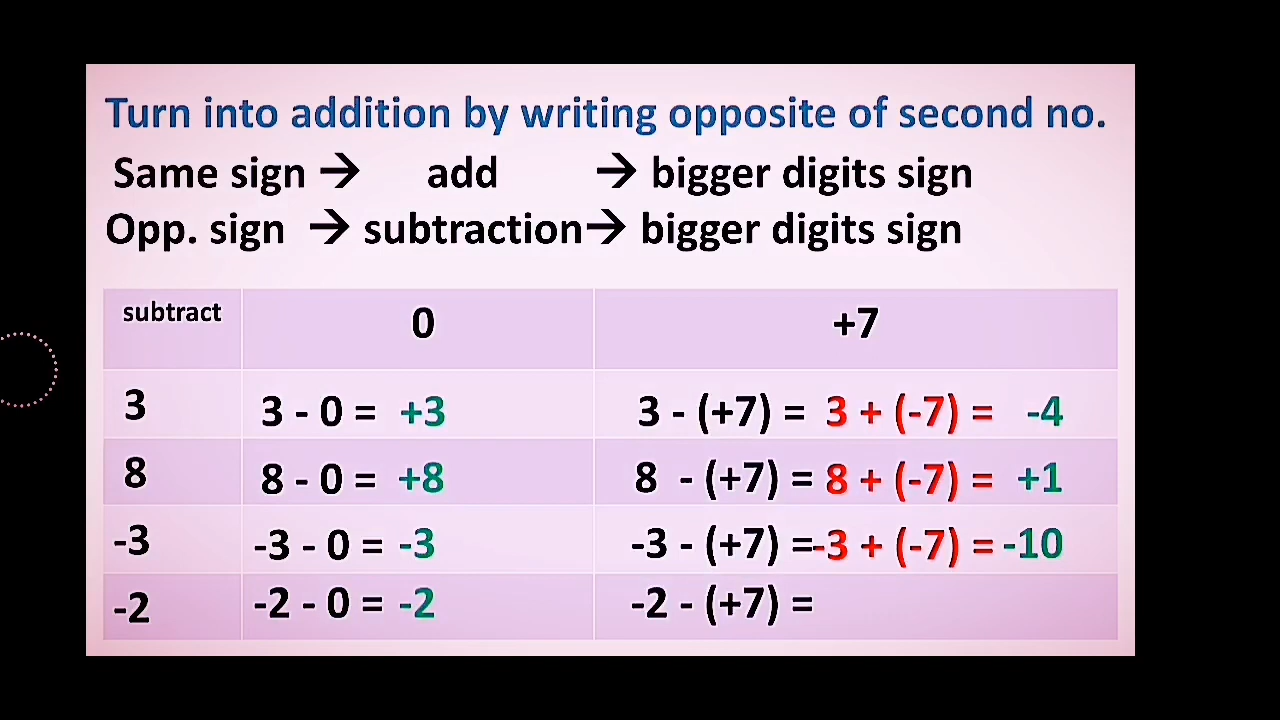 Turn into addition by writing opposite of second no.
Same sign → add → bigger digits sign
Opp. sign → subtraction→ bigger digits sign
subtract 0 +7
3 3 - 0 = +3 3 - (+7) = 3 + (-7) = -4
8 8 - 0 = +8 8 - (+7) = 8 + (-7) = +1
-3 -3 - 0 = -3 -3 - (+7) =-3 + (-7) = -10
-2 -2 - 0 = -2 -2 - (+7) =